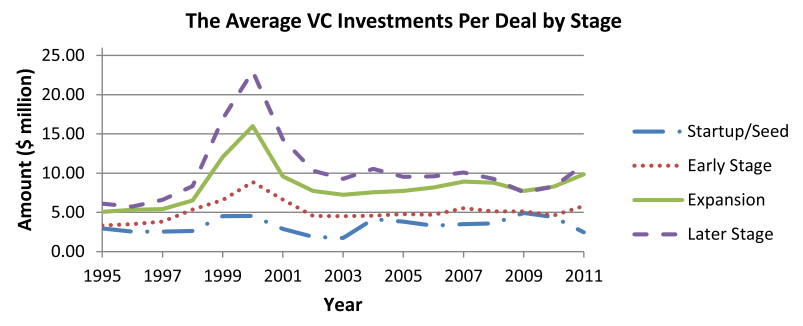 The Average VC Investments Per Deal by Stage
Amount ($ million)
25.00
20.00
15.00
10.00
5.00
0.00
1995 1997 1999 2001 2003 2005 2007 2009 2011
Year
Startup/Seed
Early Stage
Expansion
Later Stage